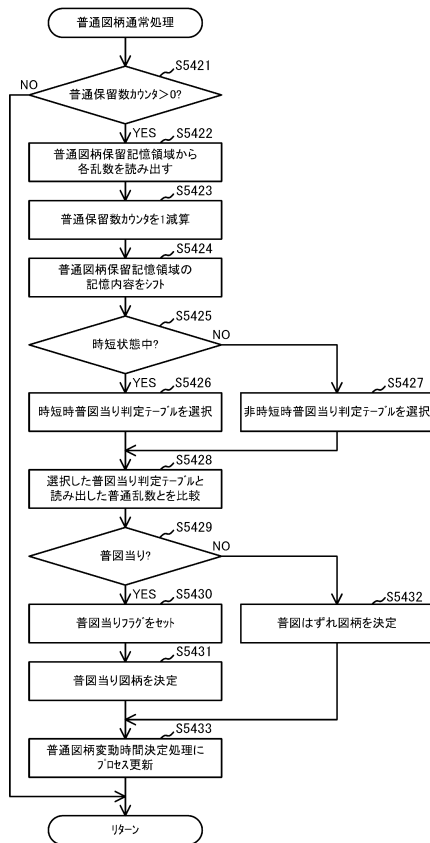 普通図柄通常処理
S5421
NO
普通保留数カウンタ>0?
YES
S5422
普通図柄保留記憶領域から
各乱数を読み出す
S5423
普通保留数カウンタを1減算
S5424
普通図柄保留記憶領域の
記憶内容をシフト
S5425
時短状態中?
NO
YES
S5426
時短時普図当り判定テーブルを選択
S5427
非時短時普図当り判定テーブルを選択
S5428
選択した普図当り判定テーブルと
読み出した普通乱数とを比較
S5429
普図当り?
NO
YES
S5430
普図当りフラグをセット
S5432
普図はずれ図柄を決定
S5431
普図当り図柄を決定
S5433
普通図柄変動時間決定処理に
プロセス更新
リターン